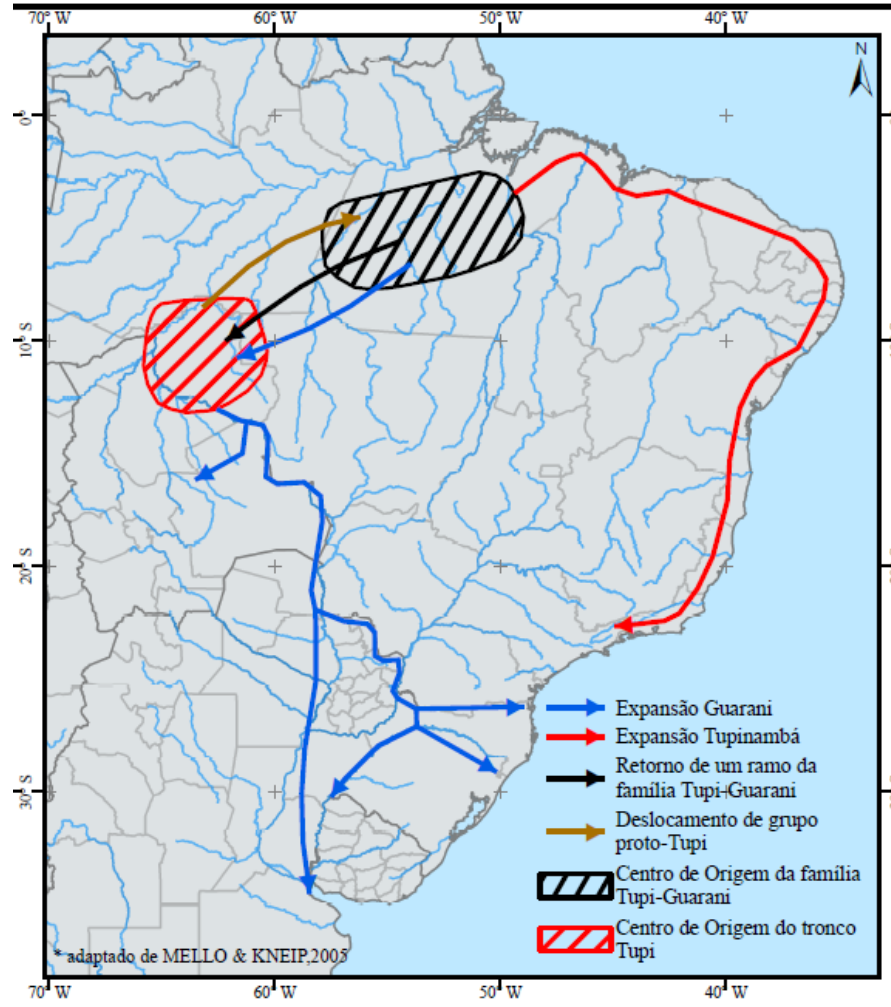 70° W 60° W 50° W 40° W
N
0°
10°S
20°S
30°S
Expansão Guarani
Expansão Tupinambá
Retorno de um ramo da
família Tupi-Guarani
Deslocamento de grupo
proto-Tupi
Centro de Origem da família
Tupi-Guarani
Centro de Origem do tronco
Tupi
* adaptado de MELLO & KNEIP,2005
70° W 60° W 50° W 40° W